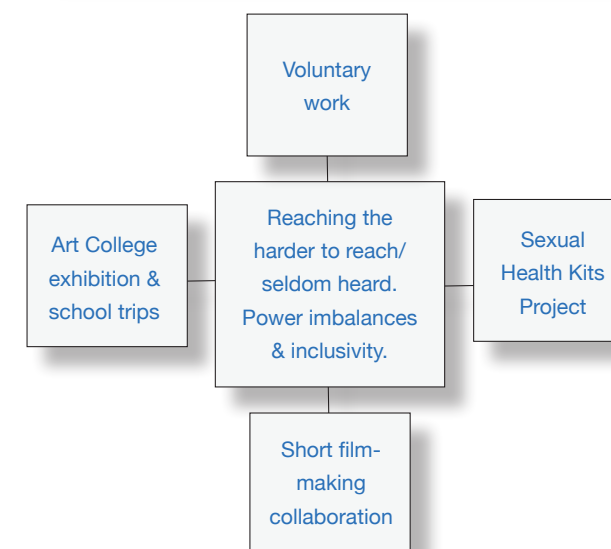 Voluntary
work
Art College
exhibition &
school trips
Reaching the
harder to reach/
seldom heard.
Power imbalances
& inclusivity.
Sexual
Health Kits
Project
Short film-
making
collaboration